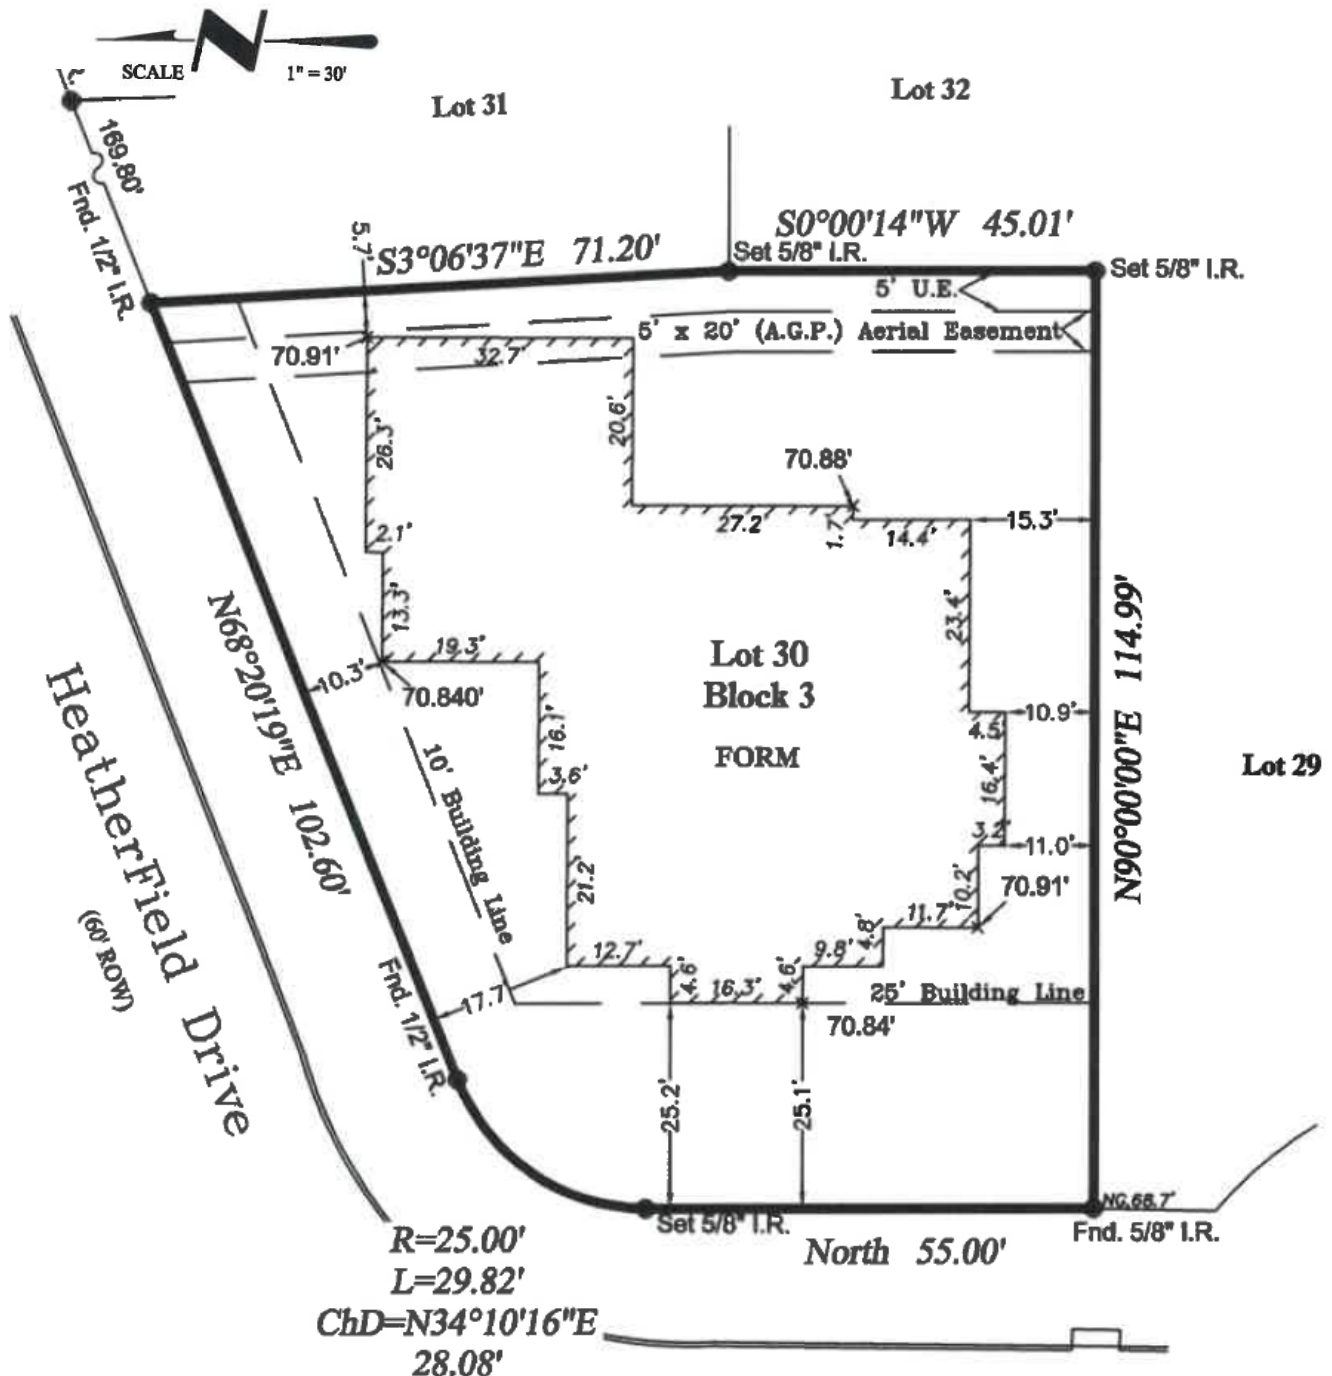 SCALE 1" = 30'
Lot 31
Lot 32
169.80'
Fnd. 1/2" I.R.
5.7'
S3°06'37"E 71.20'
S0°00'14"W 45.01'
Set 5/8" I.R.
Set 5/8" I.R.
5' U.E.
5' x 20' (A.G.P.) Aerial Easement
70.91'
32.7'
26.3'
20.6'
70.88'
27.2'
1.7'
14.4'
15.3'
2.1'
13.3'
23.4'
19.3'
10.3'
70.840'
N68°20'19"E 102.60'
Lot 30
Block 3
FORM
N90°00'00"E 114.99'
10.9'
4.5'
16.1'
3.6'
16.4'
3.2'
11.0'
Lot 29
10' Building Line
HeatherField Drive
(60' ROW)
21.2'
10.2'
70.91'
11.7'
4.8'
9.8'
12.7'
4.6'
16.3'
4.6'
17.7'
25' Building Line
70.84'
Fnd. 1/2" I.R.
25.2'
25.1'
NG.68.7'
Set 5/8" I.R.
Fnd. 5/8" I.R.
North 55.00'
R=25.00'
L=29.82'
ChD=N34°10'16"E
28.08'